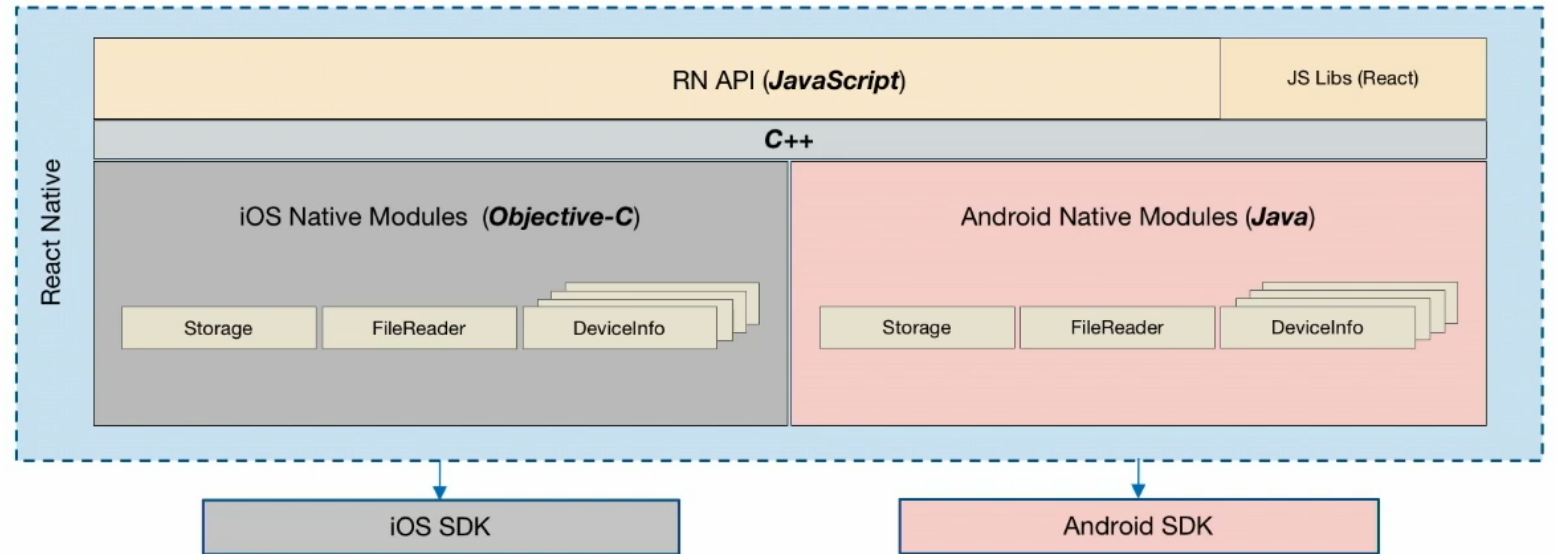 RN API (JavaScript)
JS Libs (React)
C++
React Native
iOS Native Modules (Objective-C)
Android Native Modules (Java)
Storage
FileReader
DeviceInfo
Storage
FileReader
DeviceInfo
iOS SDK
Android SDK